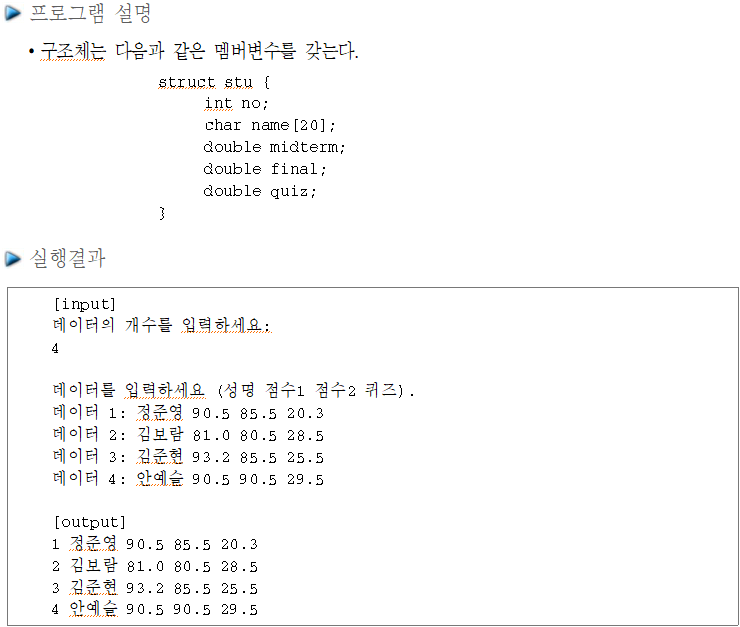 프로그램 설명
• 구조체는 다음과 같은 멤버변수를 갖는다.
struct stu {
int no;
char name[20];
double midterm;
double final;
double quiz;
}
실행결과
[input]
데이터의 개수를 입력하세요:
4
데이터를 입력하세요 (성명 점수1 점수2 퀴즈).
데이터 1: 정준영 90.5 85.5 20.3
데이터 2: 김보람 81.0 80.5 28.5
데이터 3: 김준현 93.2 85.5 25.5
데이터 4: 안예슬 90.5 90.5 29.5
[output]
1 정준영 90.5 85.5 20.3
2 김보람 81.0 80.5 28.5
3 김준현 93.2 85.5 25.5
4 안예슬 90.5 90.5 29.5